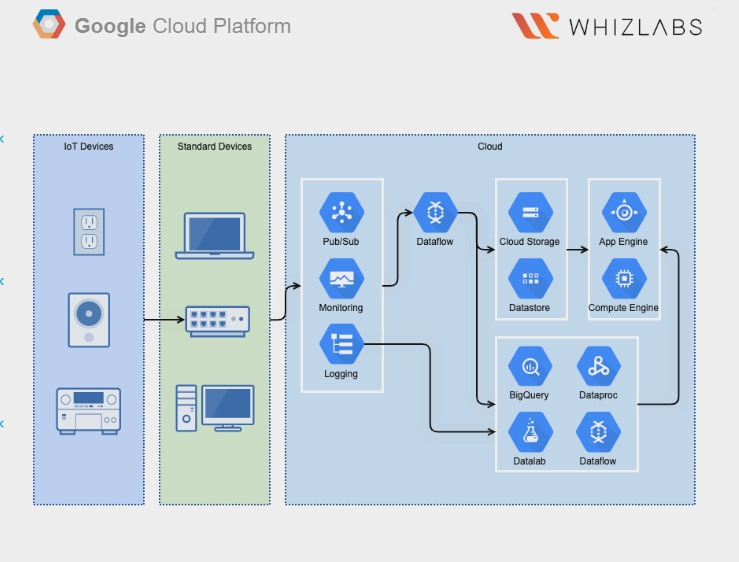 Google Cloud Platform
WHIZLABS
IoT Devices
Standard Devices
Cloud
Pub/Sub
Dataflow
Cloud Storage
App Engine
Monitoring
Datastore
Compute Engine
Logging
BigQuery
Dataproc
Datalab
Dataflow